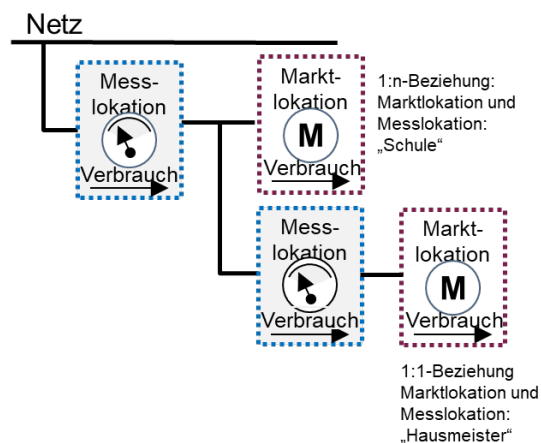 Netz
Mess-
lokation
Verbrauch
Markt-
lokation
M
Verbrauch
1:n-Beziehung:
Marktlokation und
Messlokation:
„Schule“
Mess-
lokation
Verbrauch
Markt-
lokation
M
Verbrauch
1:1-Beziehung
Marktlokation und
Messlokation:
„Hausmeister“